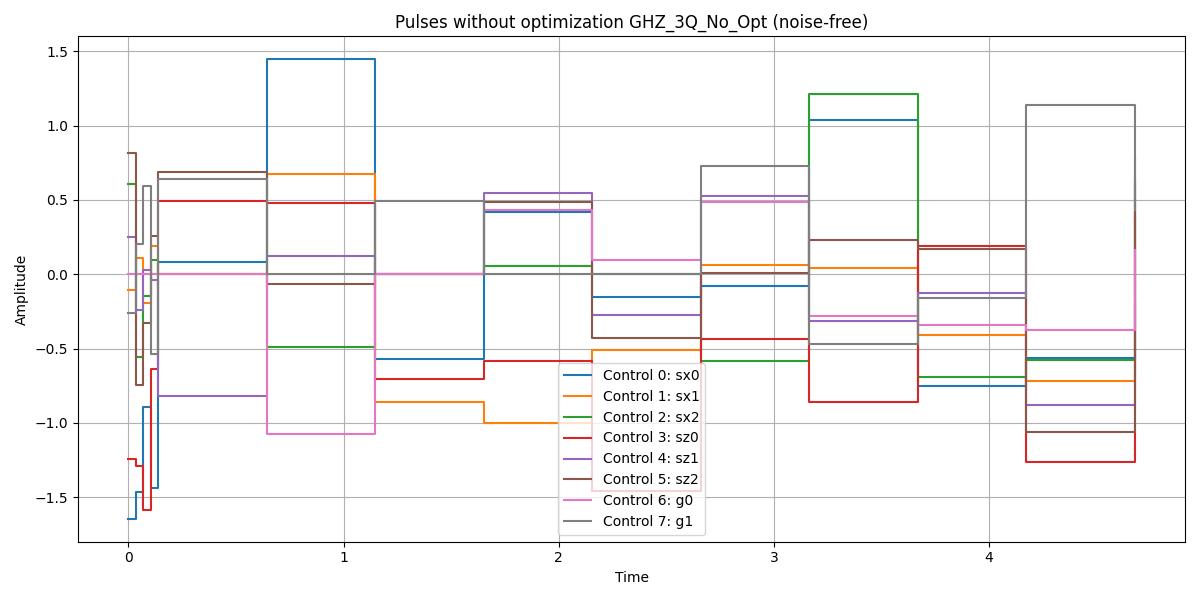 Pulses without optimization GHZ_3Q_No_Opt (noise-free)
1.5
1.0
0.5
0.0
−0.5
−1.0
−1.5
Amplitude
Control 0: sx0
Control 1: sx1
Control 2: sx2
Control 3: sz0
Control 4: sz1
Control 5: sz2
Control 6: g0
Control 7: g1
0 1 2 3 4
Time